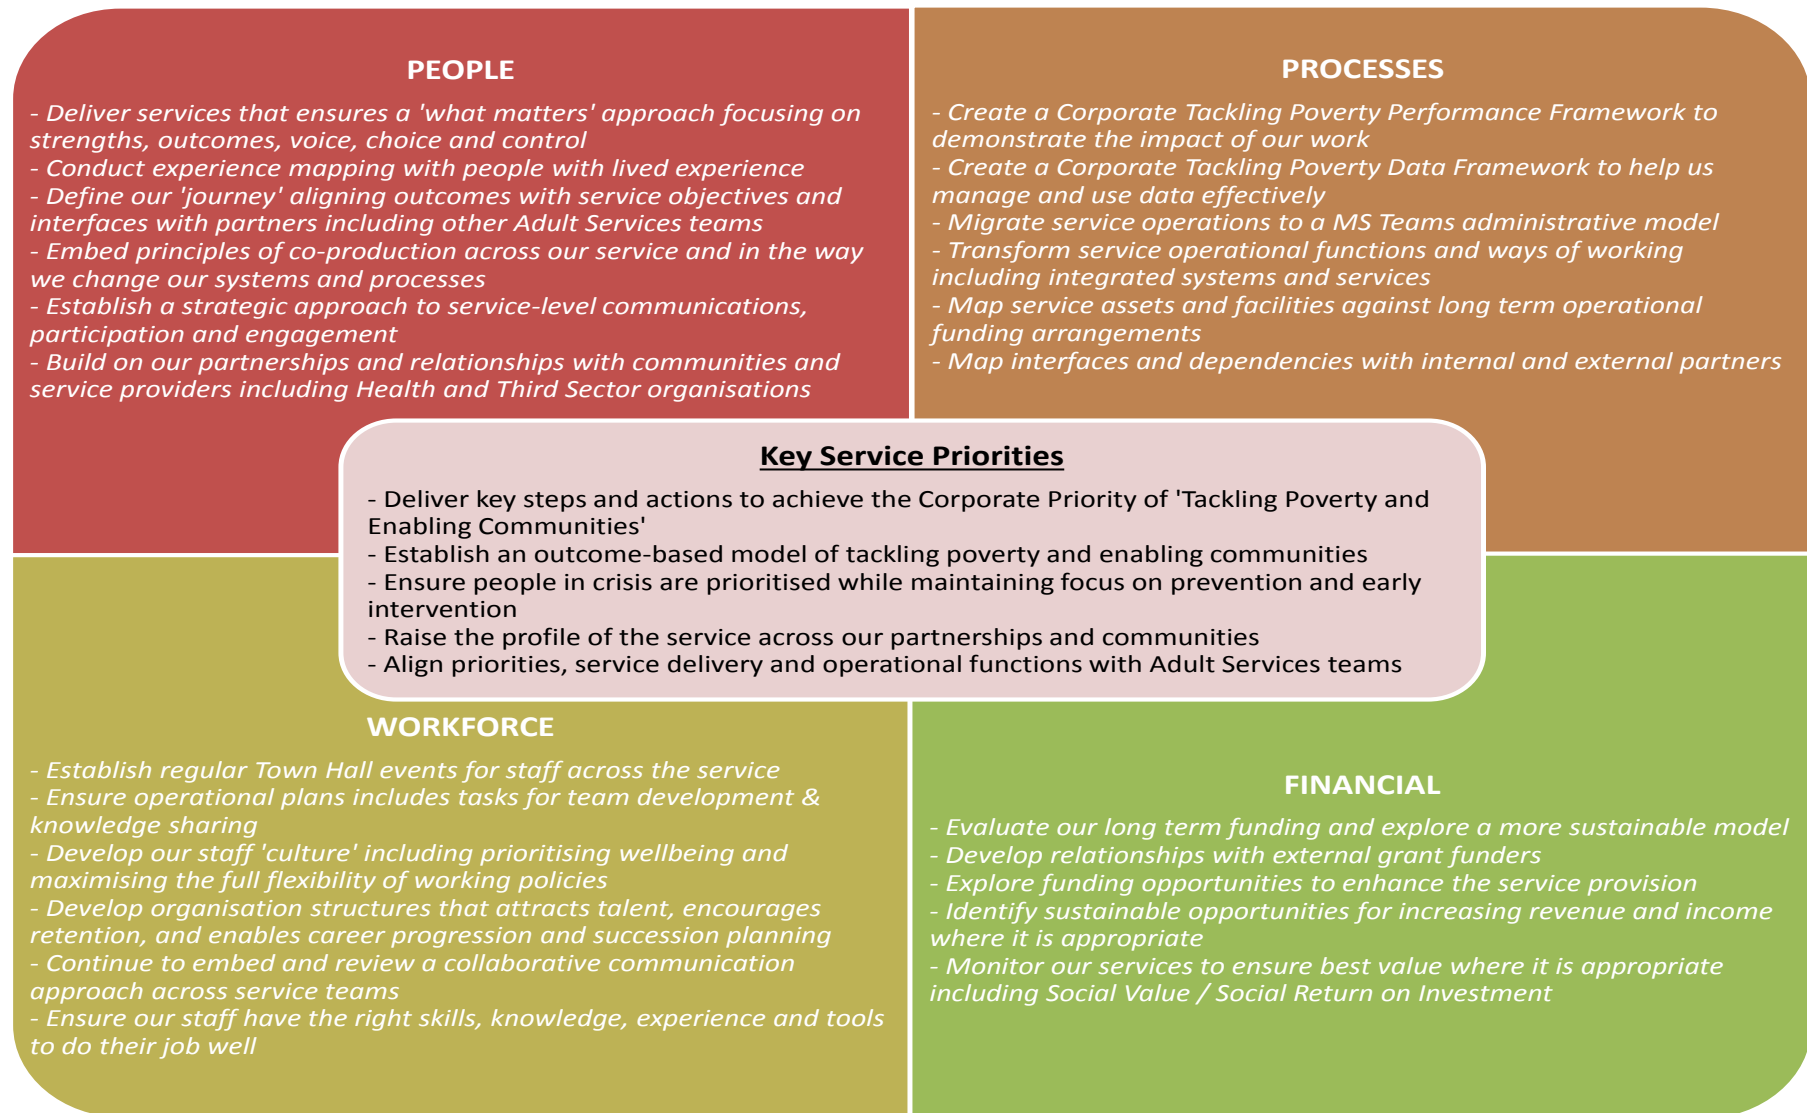 PEOPLE
- Deliver services that ensures a 'what matters' approach focusing on
strengths, outcomes, voice, choice and control
- Conduct experience mapping with people with lived experience
- Define our 'journey' aligning outcomes with service objectives and
interfaces with partners including other Adult Services teams
- Embed principles of co-production across our service and in the way
we change our systems and processes
- Establish a strategic approach to service-level communications,
participation and engagement
- Build on our partnerships and relationships with communities and
service providers including Health and Third Sector organisations
PROCESSES
- Create a Corporate Tackling Poverty Performance Framework to
demonstrate the impact of our work
- Create a Corporate Tackling Poverty Data Framework to help us
manage and use data effectively
- Migrate service operations to a MS Teams administrative model
- Transform service operational functions and ways of working
including integrated systems and services
- Map service assets and facilities against long term operational
funding arrangements
- Map interfaces and dependencies with internal and external partners
Key Service Priorities
- Deliver key steps and actions to achieve the Corporate Priority of 'Tackling Poverty and
Enabling Communities'
- Establish an outcome-based model of tackling poverty and enabling communities
- Ensure people in crisis are prioritised while maintaining focus on prevention and early
intervention
- Raise the profile of the service across our partnerships and communities
- Align priorities, service delivery and operational functions with Adult Services teams
WORKFORCE
- Establish regular Town Hall events for staff across the service
- Ensure operational plans includes tasks for team development &
knowledge sharing
- Develop our staff 'culture' including prioritising wellbeing and
maximising the full flexibility of working policies
- Develop organisation structures that attracts talent, encourages
retention, and enables career progression and succession planning
- Continue to embed and review a collaborative communication
approach across service teams
- Ensure our staff have the right skills, knowledge, experience and tools
to do their job well
FINANCIAL
- Evaluate our long term funding and explore a more sustainable model
- Develop relationships with external grant funders
- Explore funding opportunities to enhance the service provision
- Identify sustainable opportunities for increasing revenue and income
where it is appropriate
- Monitor our services to ensure best value where it is appropriate
including Social Value / Social Return on Investment